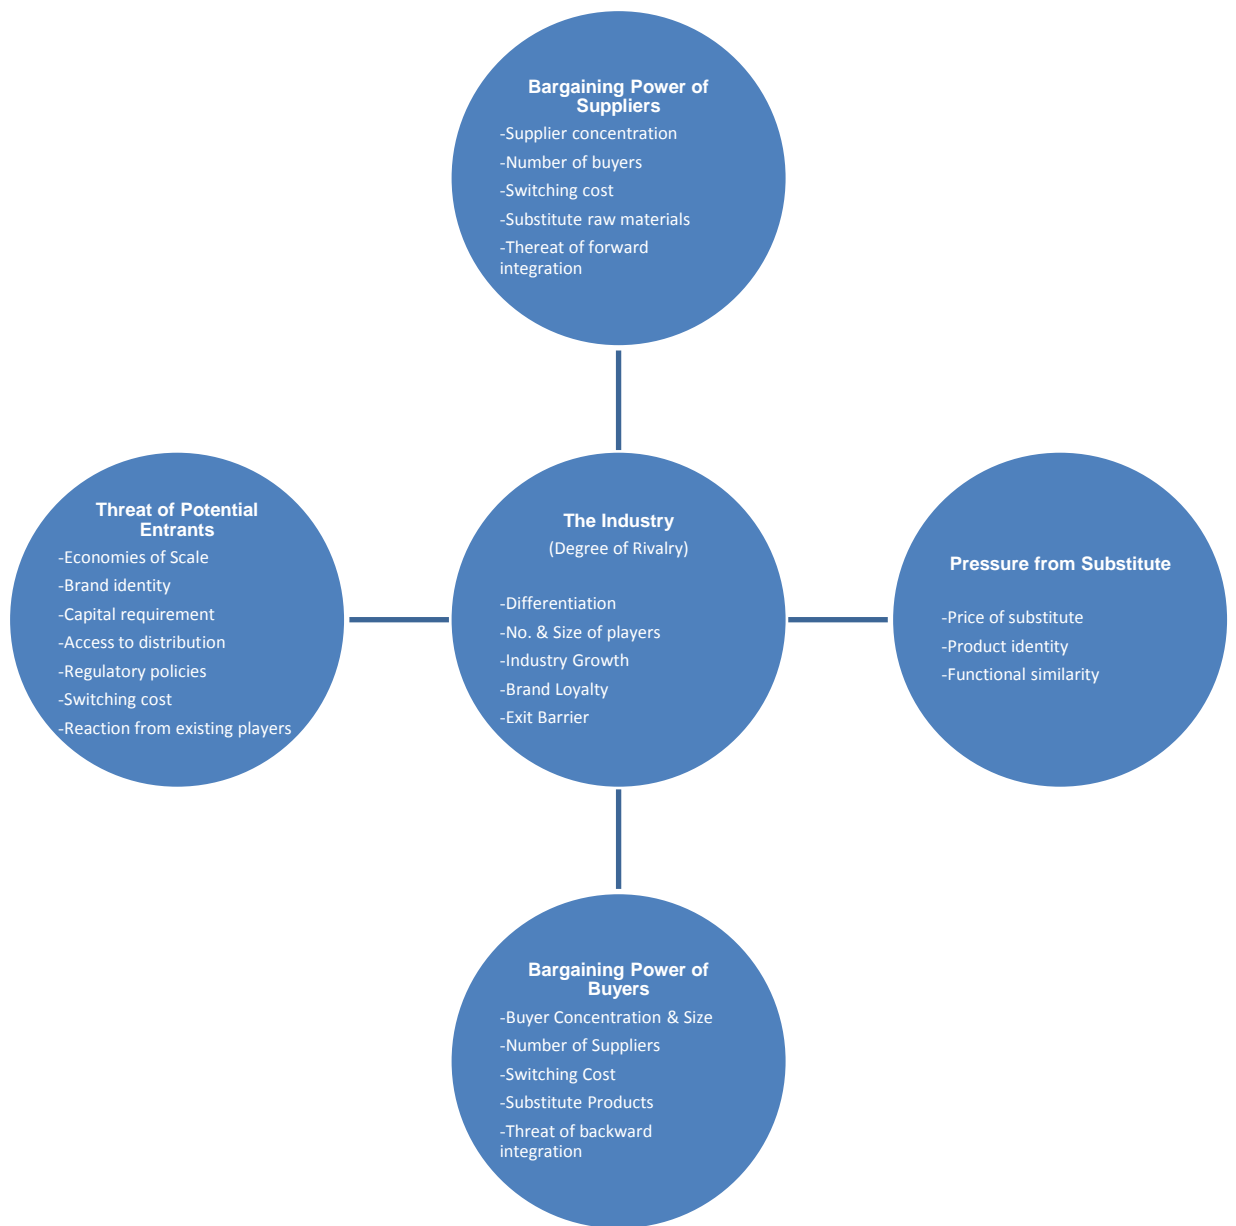 Bargaining Power of
Suppliers
-Supplier concentration
-Number of buyers
-Switching cost
-Substitute raw materials
-Thereat of forward
integration
Threat of Potential
Entrants
-Economies of Scale
-Brand identity
-Capital requirement
-Access to distribution
-Regulatory policies
-Switching cost
-Reaction from existing players
The Industry
(Degree of Rivalry)
-Differentiation
-No. & Size of players
-Industry Growth
-Brand Loyalty
-Exit Barrier
Pressure from Substitute
-Price of substitute
-Product identity
-Functional similarity
Bargaining Power of
Buyers
-Buyer Concentration & Size
-Number of Suppliers
-Switching Cost
-Substitute Products
-Threat of backward
integration